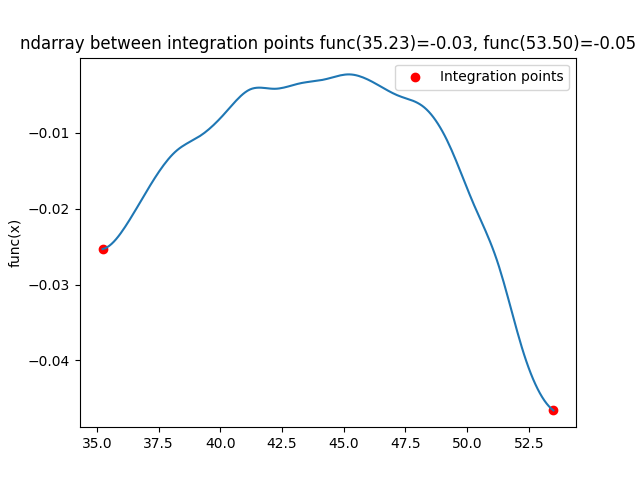 ndarray between integration points func(35.23)=-0.03, func(53.50)=-0.05
Integration points
−0.01
−0.02
−0.03
−0.04
func(x)
35.0 37.5 40.0 42.5 45.0 47.5 50.0 52.5